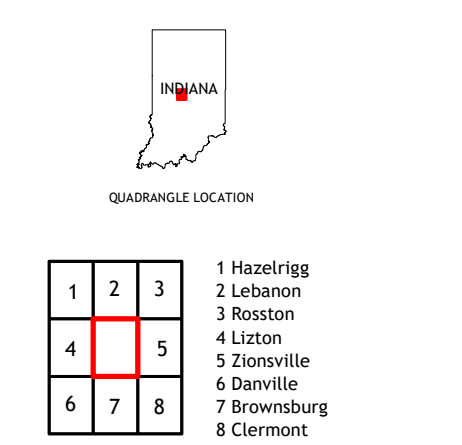 INDIANA
QUADRANGLE LOCATION
1 2 3
4 5
6 7 8
1 Hazelrigg
2 Lebanon
3 Rosston
4 Lizton
5 Zionsville
6 Danville
7 Brownsburg
8 Clermont